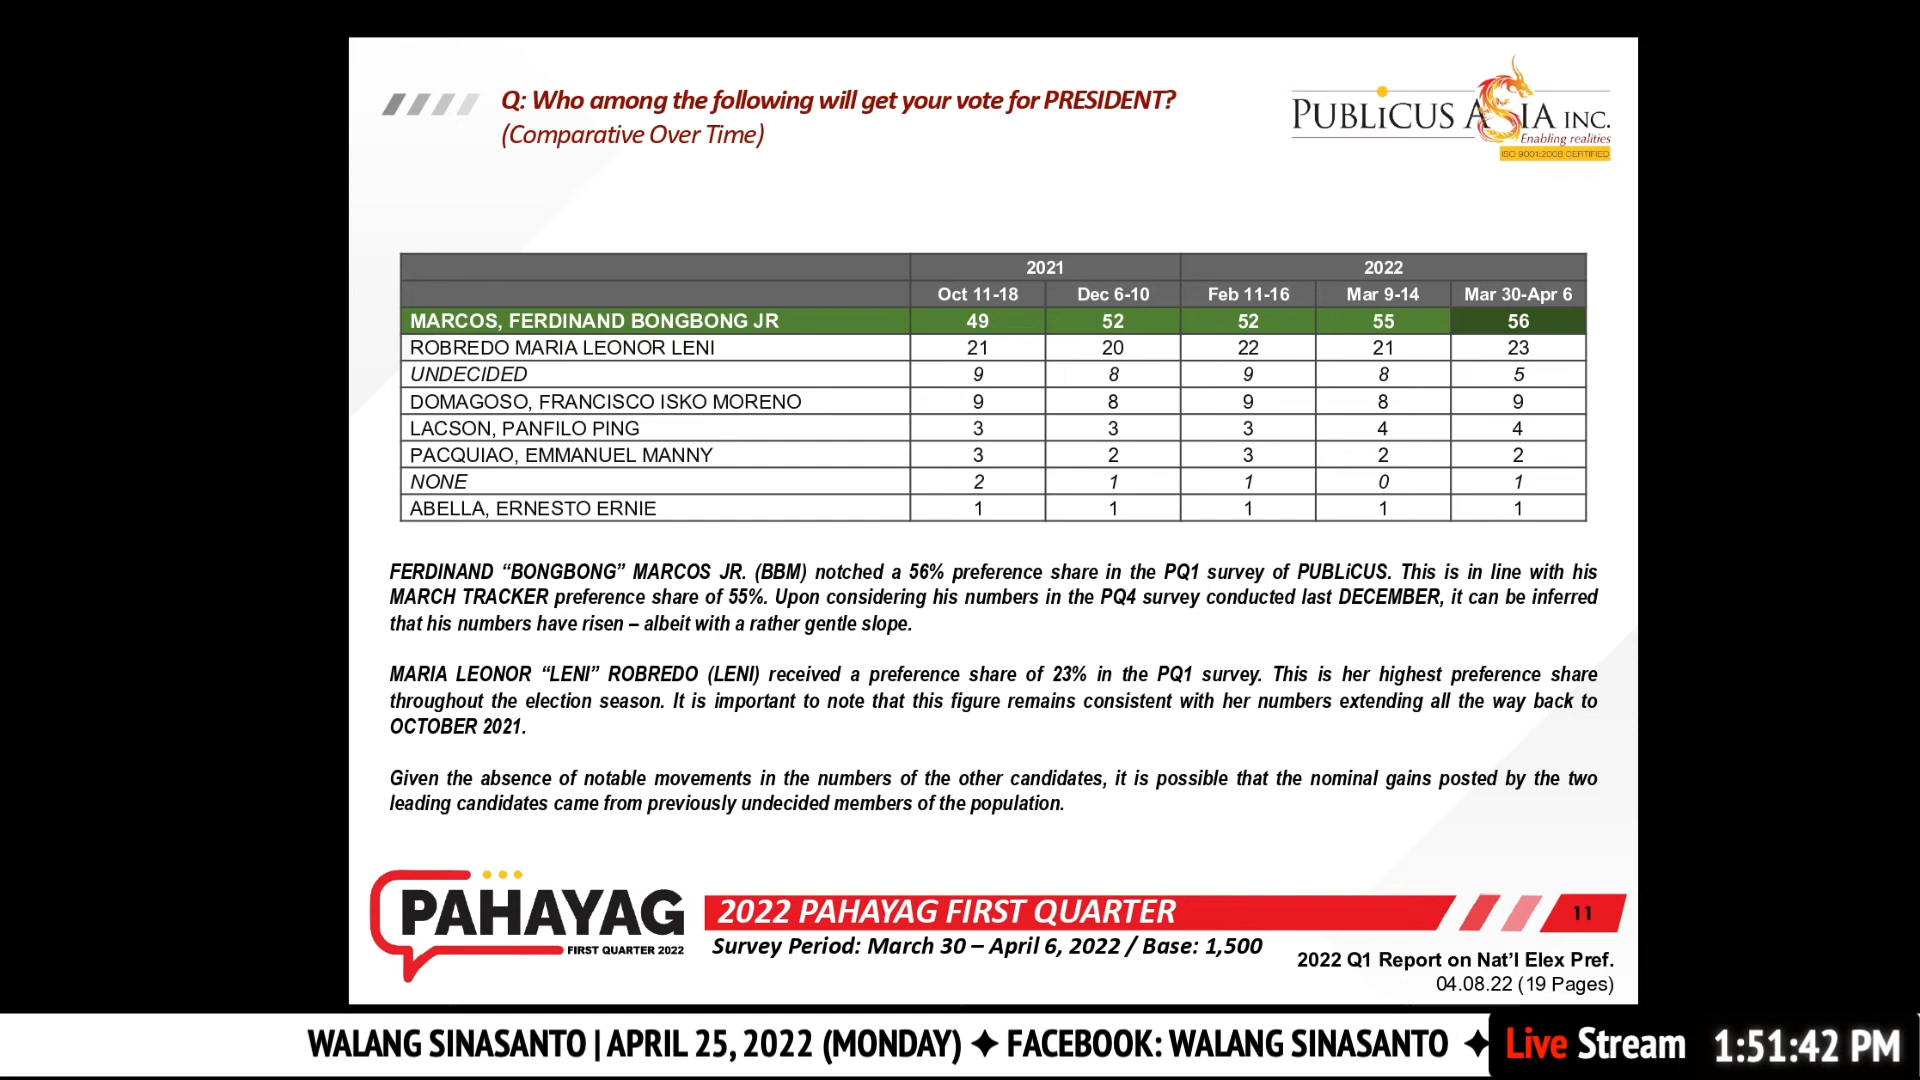 Q: Who among the following will get your vote for PRESIDENT?
(Comparative Over Time)
PUBLiCUS ASIA INC.
Enabling realities
ISO 9001:2008 CERTIFIED
2021 2022
Oct 11-18 Dec 6-10 Feb 11-16 Mar 9-14 Mar 30-Apr 6
MARCOS, FERDINAND BONGBONG JR 49 52 52 55 56
ROBREDO MARIA LEONOR LENI 21 20 22 21 23
UNDECIDED 9 8 9 8 5
DOMAGOSO, FRANCISCO ISKO MORENO 9 8 9 8 9
LACSON, PANFILO PING 3 3 3 4 4
PACQUIAO, EMMANUEL MANNY 3 2 3 2 2
NONE 2 1 1 0 1
ABELLA, ERNESTO ERNIE 1 1 1 1 1
FERDINAND “BONGBONG” MARCOS JR. (BBM) notched a 56% preference share in the PQ1 survey of PUBLiCUS. This is in line with his
MARCH TRACKER preference share of 55%. Upon considering his numbers in the PQ4 survey conducted last DECEMBER, it can be inferred
that his numbers have risen – albeit with a rather gentle slope.
MARIA LEONOR “LENI” ROBREDO (LENI) received a preference share of 23% in the PQ1 survey. This is her highest preference share
throughout the election season. It is important to note that this figure remains consistent with her numbers extending all the way back to
OCTOBER 2021.
Given the absence of notable movements in the numbers of the other candidates, it is possible that the nominal gains posted by the two
leading candidates came from previously undecided members of the population.
PAHAYAG
FIRST QUARTER 2022
2022 PAHAYAG FIRST QUARTER
11
Survey Period: March 30 – April 6, 2022 / Base: 1,500
2022 Q1 Report on Nat’l Elex Pref.
04.08.22 (19 Pages)
WALANG SINASANTO | APRIL 25, 2022 (MONDAY) ✦ FACEBOOK: WALANG SINASANTO ✦
Live Stream 1:51:42 PM